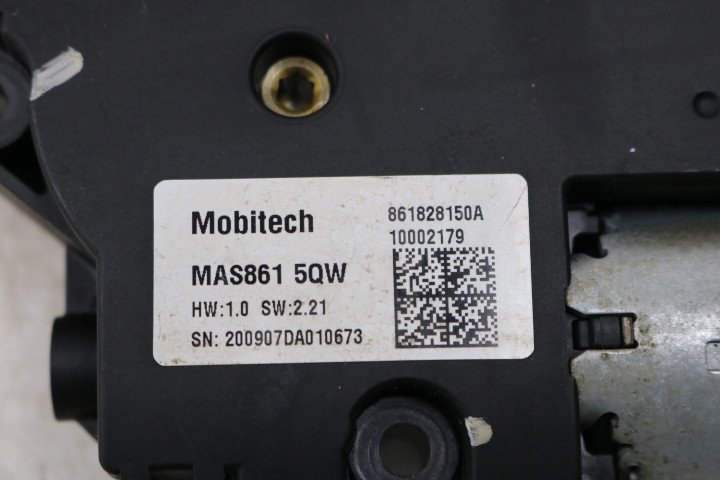 Mobitech
861828150A
10002179
MAS861 5QW
HW:1.0 SW:2.21
SN: 200907DA010673